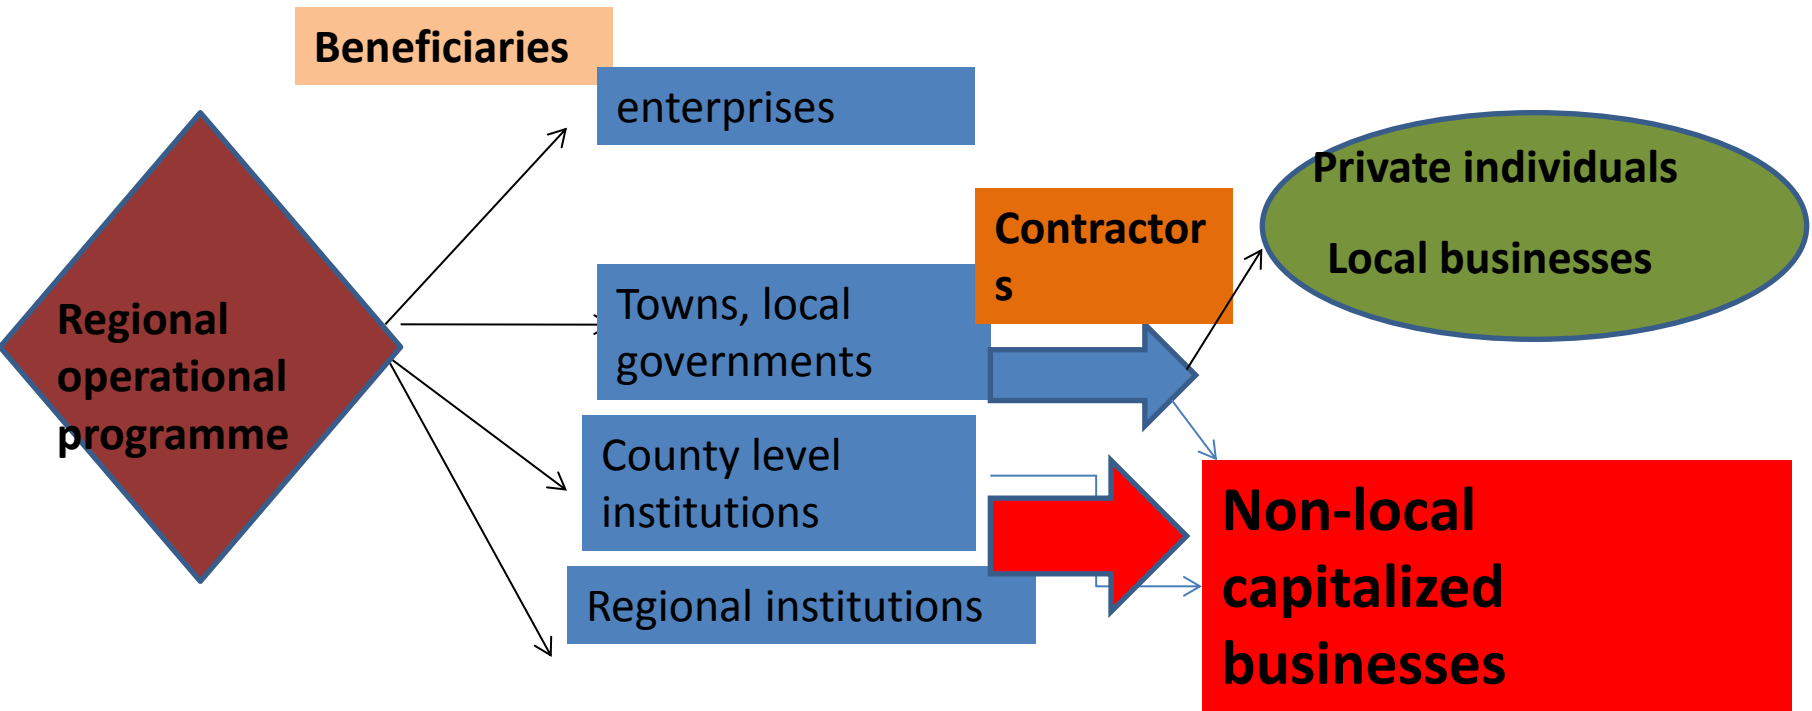 Beneficiaries
enterprises
Regional
operational
programme
Towns, local
governments
County level
institutions
Regional institutions
Contractor
s
Private individuals
Local businesses
Non-local
capitalized
businesses